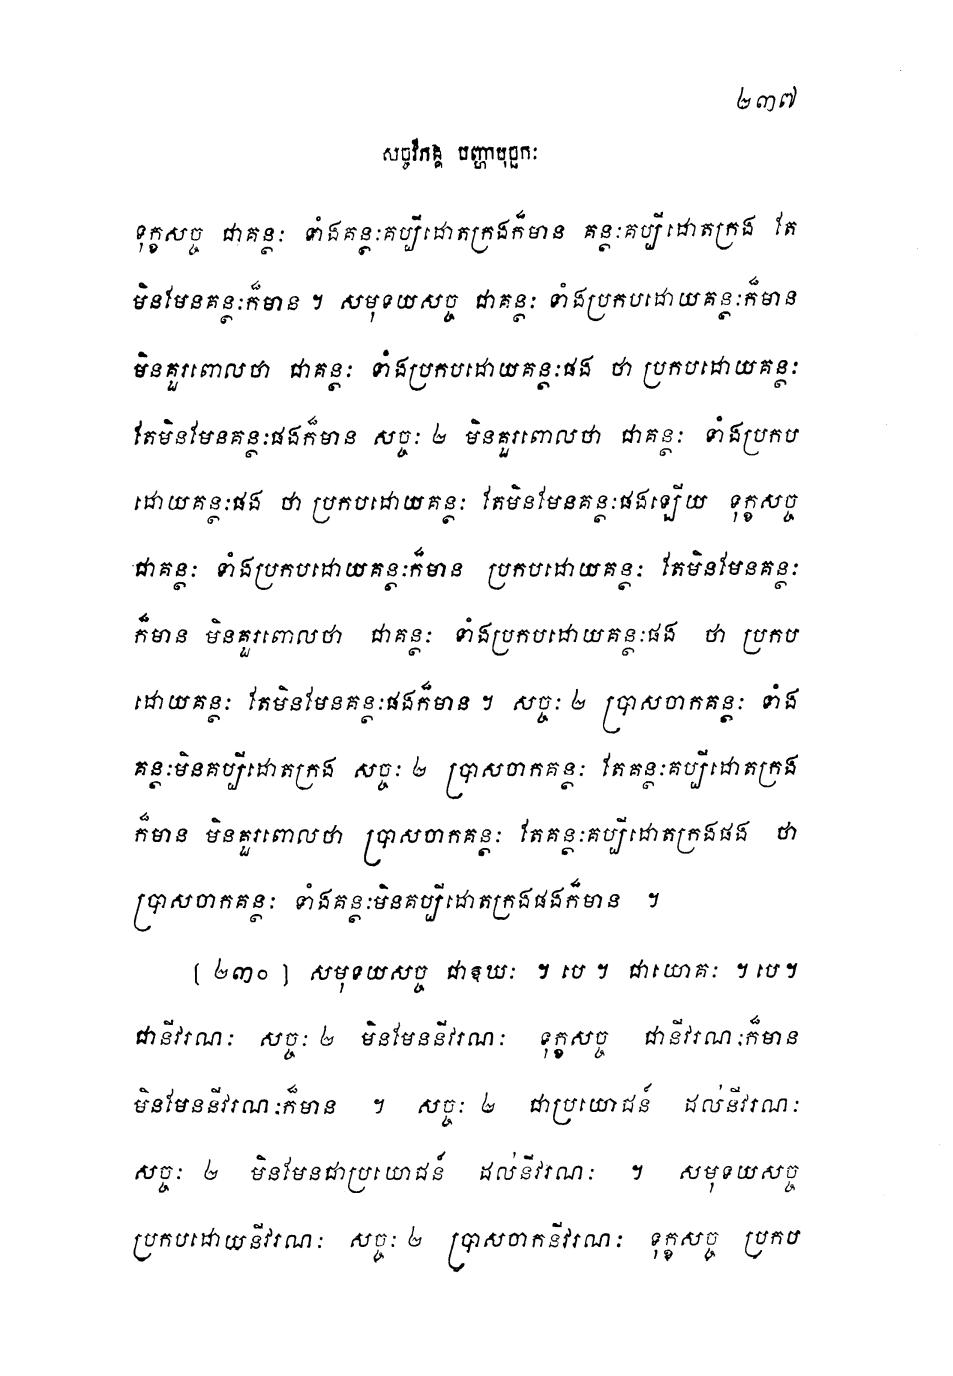 ២៣៧
សច្ចវិភង្គ បញ្ហាបុច្ឆកៈ
ទុក្ខសច្ច ជាគន្ថៈ ទាំងគន្ថៈគប្បីដោតក្រងក៏មាន គន្ថៈគប្បីដោតក្រង តែ
មិនមែនគន្ថៈក៏មាន ។ សមុទយសច្ច ជាគន្ថៈ ទាំងប្រកបដោយគន្ថៈក៏មាន
មិនគួរពោលថា ជាគន្ថៈ ទាំងប្រកបដោយគន្ថៈផង ថា ប្រកបដោយគន្ថៈ
តែមិនមែនគន្ថៈផងក៏មាន សច្ចៈ ២ មិនគួរពោលថា ជាគន្ថៈ ទាំងប្រកប
ដោយគន្ថៈផង ថា ប្រកបដោយគន្ថៈ តែមិនមែនគន្ថៈផងឡើយ ទុក្ខសច្ច
ជាគន្ថៈ ទាំងប្រកបដោយគន្ថៈក៏មាន ប្រកបដោយគន្ថៈ តែមិនមែនគន្ថៈ
ក៏មាន មិនគួរពោលថា ជាគន្ថៈ ទាំងប្រកបដោយគន្ថៈផង ថា ប្រកប
ដោយគន្ថៈ តែមិនមែនគន្ថៈផងក៏មាន ។ សច្ចៈ ២ ប្រាសចាកគន្ថៈ ទាំង
គន្ថៈមិនគប្បីដោតក្រង សច្ចៈ ២ ប្រាសចាកគន្ថៈ តែគន្ថៈគប្បីដោតក្រង
ក៏មាន មិនគួរពោលថា ប្រាសចាកគន្ថៈ តែគន្ថៈគប្បីដោតក្រងផង ថា
ប្រាសចាកគន្ថៈ ទាំងគន្ថៈមិនគប្បីដោតក្រងផងក៏មាន ។
[ ២៣០ ] សមុទយសច្ច ជាឱឃៈ ។ បេ ។ ជាយោគៈ ។ បេ។
ជានីវរណៈ សច្ចៈ ២ មិនមែននីវរណៈ ទុក្ខសច្ច ជានីវរណៈក៏មាន
មិនមែននីវរណៈក៏មាន ។ សច្ចៈ ២ ជាប្រយោជន៍ ដល់នីវរណៈ
សច្ចៈ ២ មិនមែនជាប្រយោជន៍ ដល់នីវរណៈ ។ សមុទយសច្ច
ប្រកបដោយនីវរណៈ សច្ចៈ ២ ប្រាសចាកនីវរណៈ ទុក្ខសច្ច ប្រកប